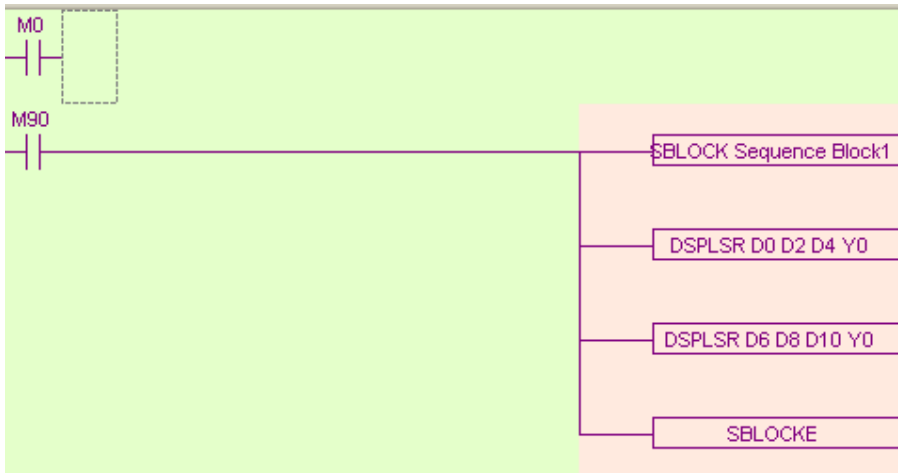 M0
M90
SBLOCK Sequence Block1
DSPLSR D0 D2 D4 Y0
DSPLSR D6 D8 D10 Y0
SBLOCKE